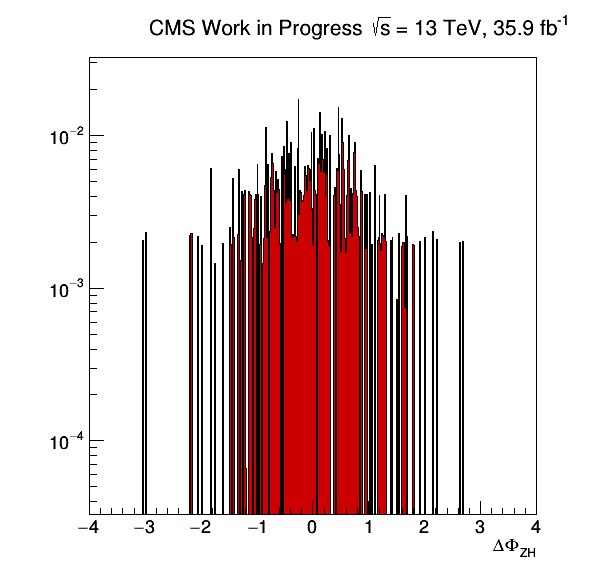 CMS Work in Progress √s = 13 TeV, 35.9 fb⁻¹
10⁻²
10⁻³
10⁻⁴
−4 −3 −2 −1 0 1 2 3 4
ΔΦ_ZH